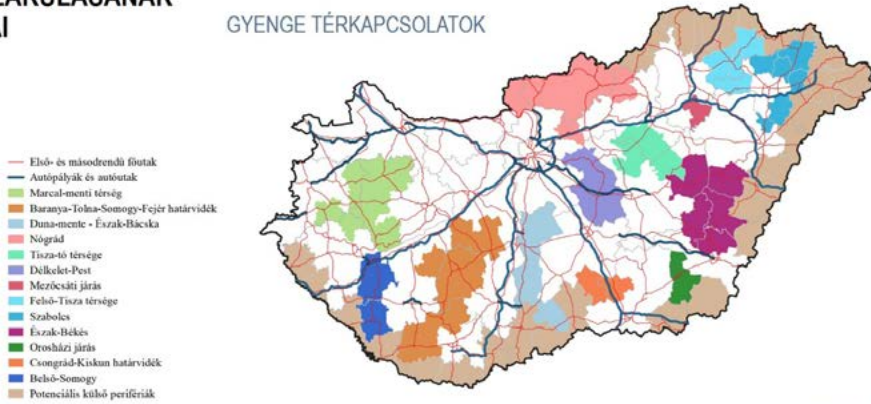 GYENGE TÉRKAPCSOLATOK
Első- és másodrendű főutak
Autópályák és autóutak
Marcal-menti térség
Baranya-Tolna-Somogy-Fejér határvidék
Duna-mente - Észak-Bácska
Nógrád
Tisza-tó térsége
Délkelet-Pest
Mezőcsáti járás
Felső-Tisza térsége
Szabolcs
Észak-Békés
Orosházi járás
Csongrád-Kiskun határvidék
Belső-Somogy
Potenciális külső perifériák